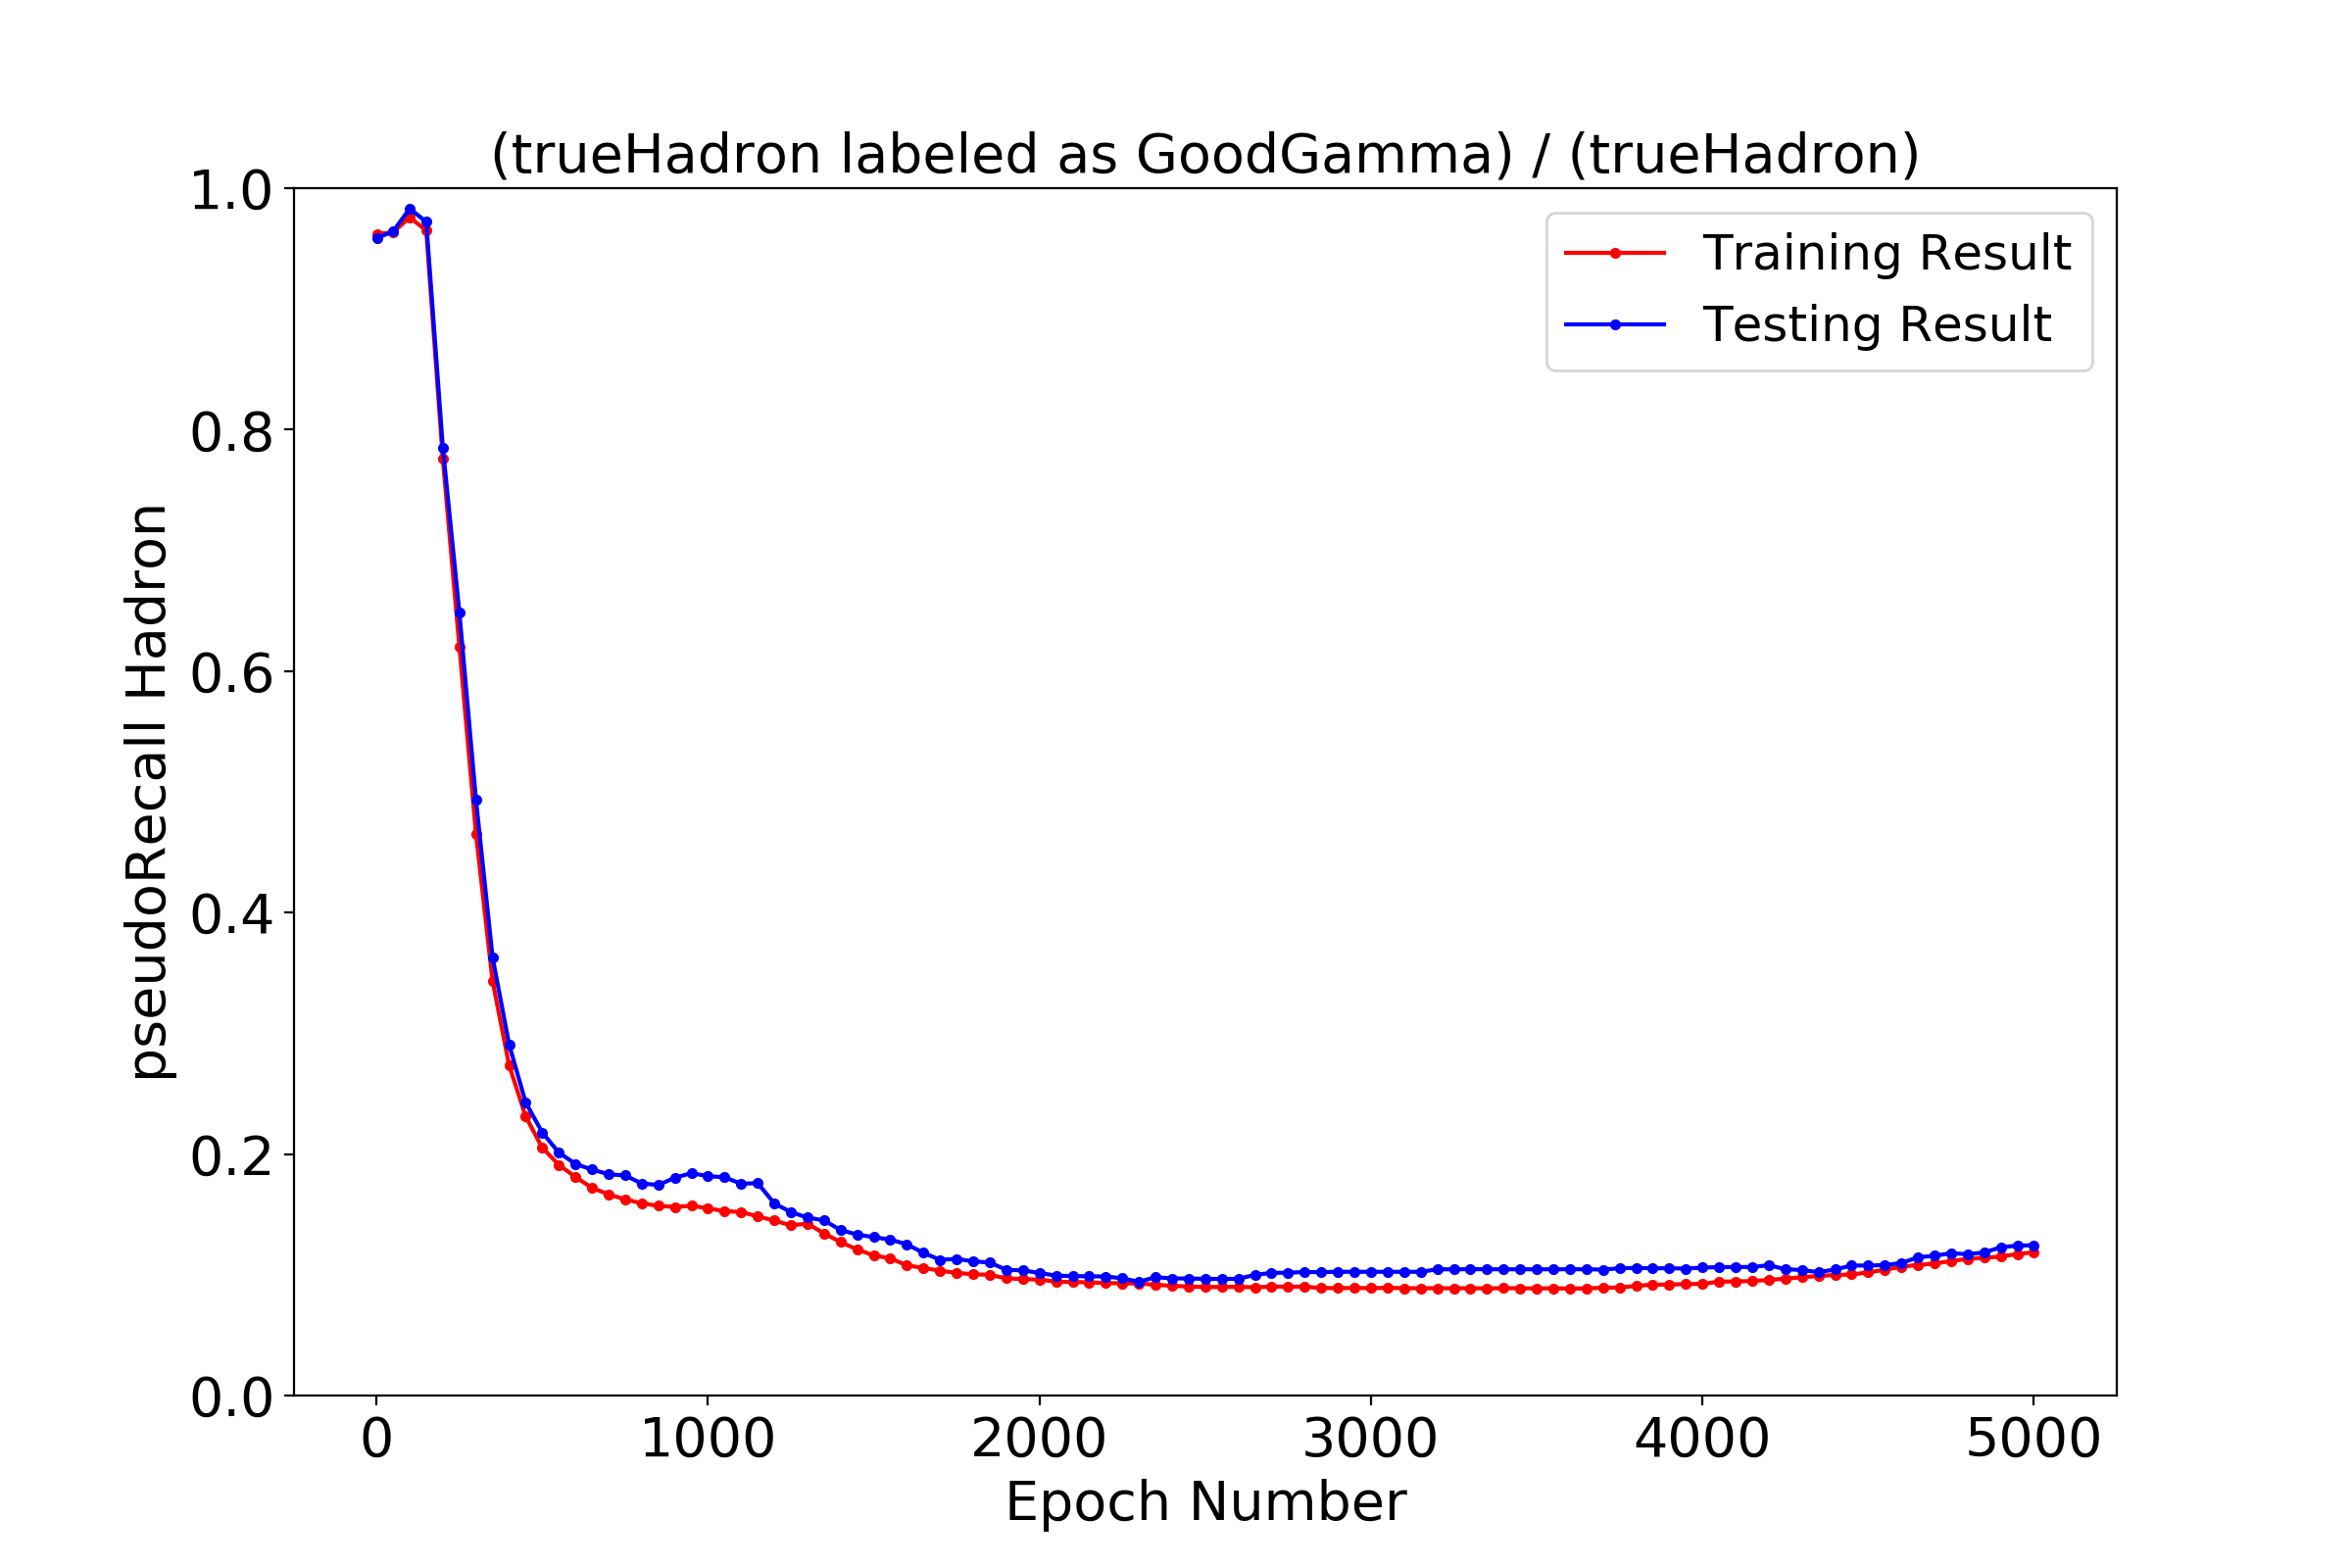 (trueHadron labeled as GoodGamma) / (trueHadron)
1.0
0.8
0.6
0.4
0.2
0.0
pseudoRecall Hadron
Training Result
Testing Result
0 1000 2000 3000 4000 5000
Epoch Number